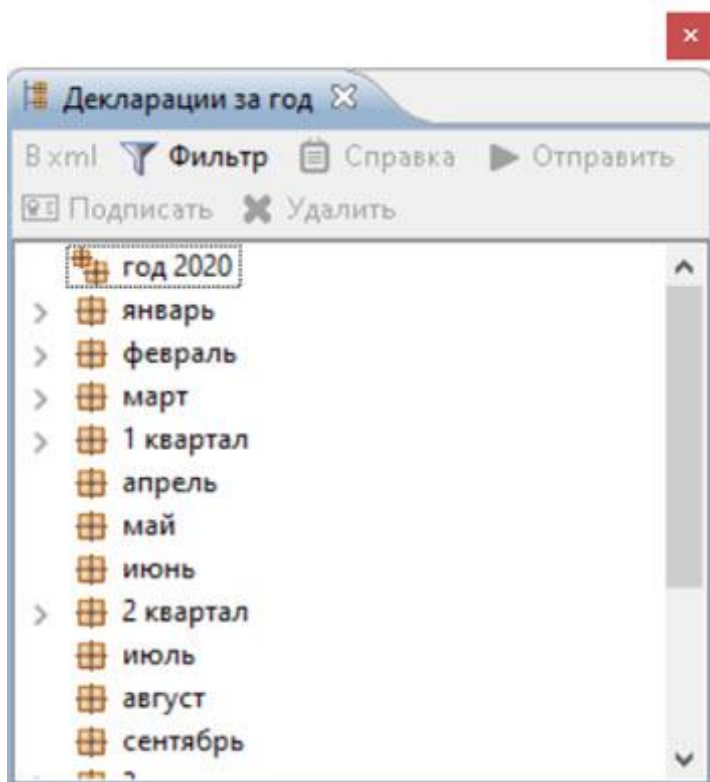 Декларации за год
В xml Фильтр Справка Отправить
Подписать Удалить
год 2020
январь
февраль
март
1 квартал
апрель
май
июнь
2 квартал
июль
август
сентябрь